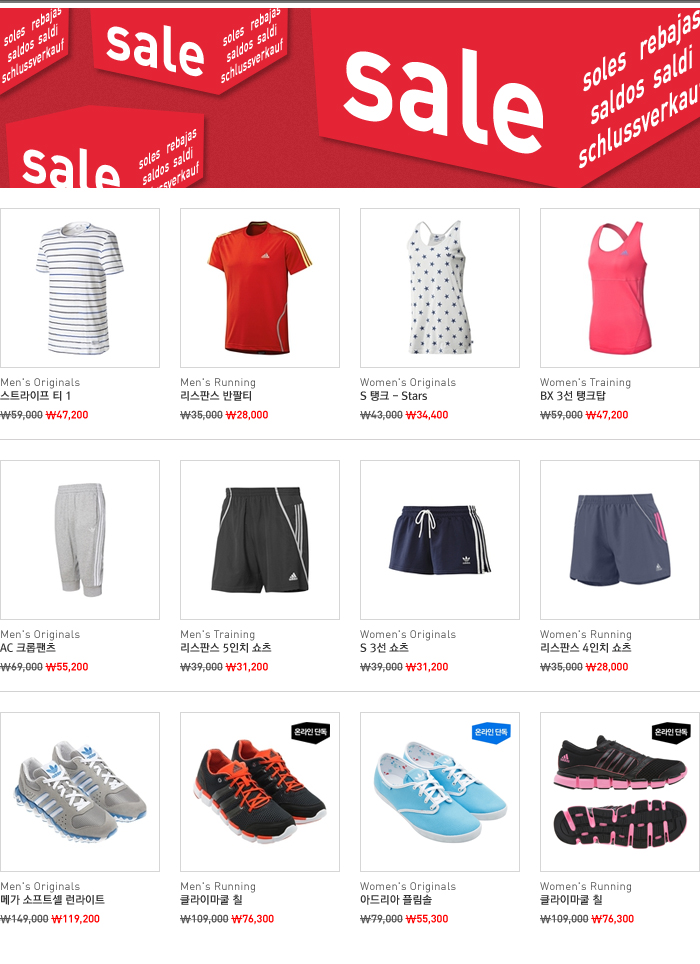 soles rebajas
saldos saldi
schlussverkauf
sale
soles rebajas
saldos saldi
schlussverkauf
sale
soles rebajas
saldos saldi
schlussverkauf
sale
soles rebajas
saldos saldi
schlussverkauf
Men's Originals
스트라이프 티 1
₩59,000 ₩47,200
Men's Running
리스판스 반팔티
₩35,000 ₩28,000
Women's Originals
S 탱크 - Stars
₩43,000 ₩34,400
Women's Training
BX 3선 탱크탑
₩59,000 ₩47,200
Men's Originals
AC 크롭팬츠
₩69,000 ₩55,200
Men's Training
리스판스 5인치 쇼츠
₩39,000 ₩31,200
Women's Originals
S 3선 쇼츠
₩39,000 ₩31,200
Women's Running
리스판스 4인치 쇼츠
₩35,000 ₩28,000
Men's Originals
메가 소프트셀 런라이트
₩149,000 ₩119,200
온라인 단독
Men's Running
클라이마쿨 칠
₩109,000 ₩76,300
온라인 단독
Women's Originals
아드리아 플림솔
₩79,000 ₩55,300
온라인 단독
Women's Running
클라이마쿨 칠
₩109,000 ₩76,300